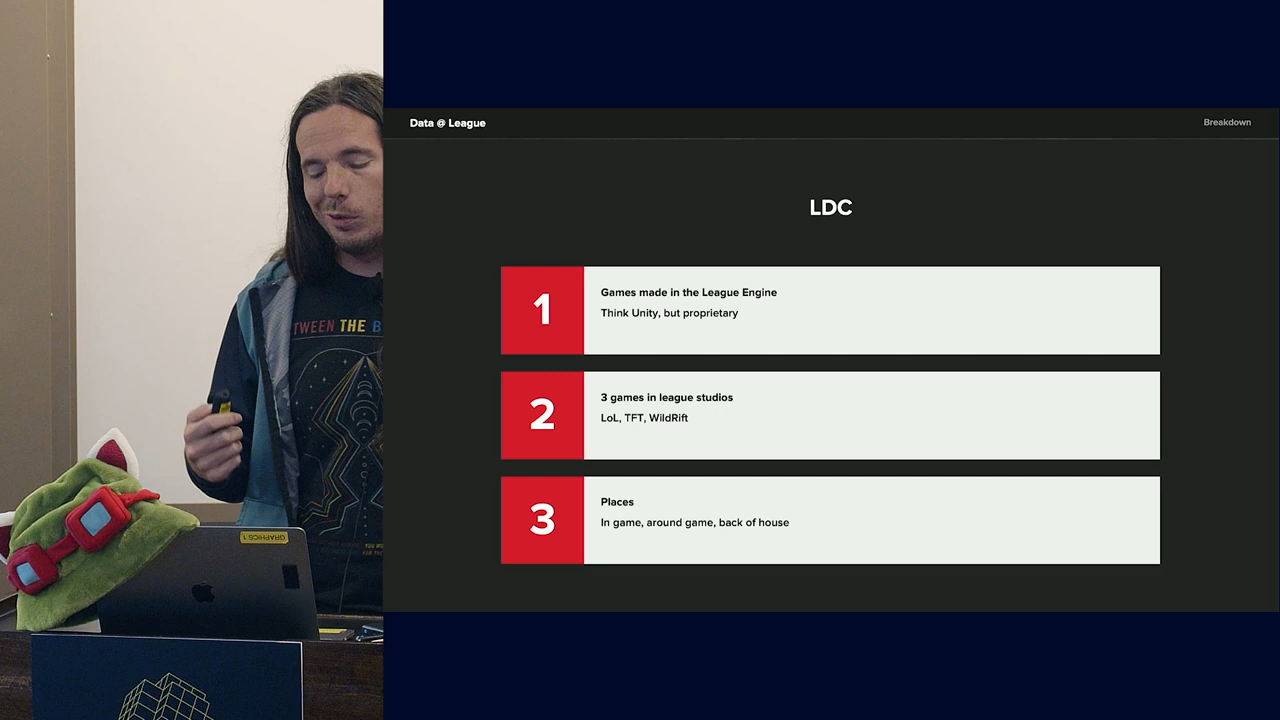 Data @ League
Breakdown
LDC
1
Games made in the League Engine
Think Unity, but proprietary
2
3 games in league studios
LoL, TFT, WildRift
3
Places
In game, around game, back of house
TWEEN THE B
GRAPHICS 1